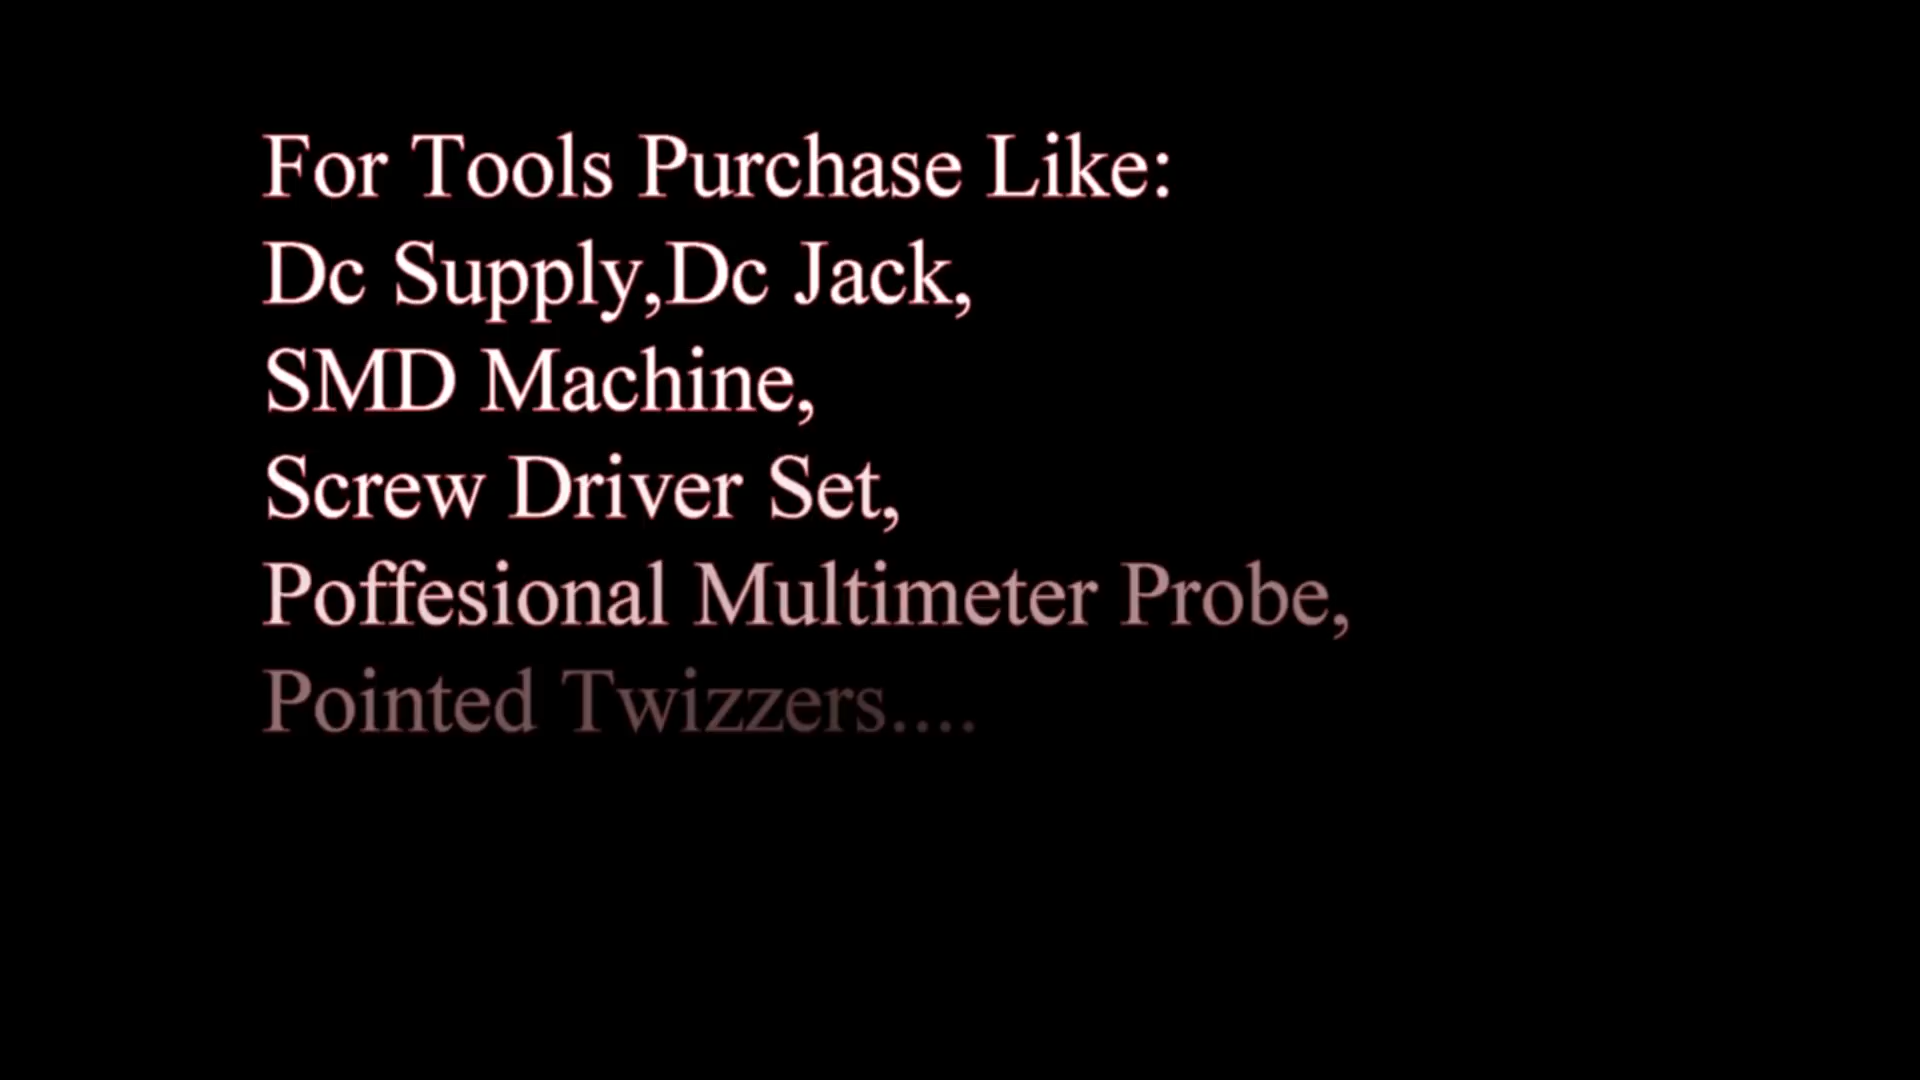 For Tools Purchase Like:
Dc Supply,Dc Jack,
SMD Machine,
Screw Driver Set,
Poffesional Multimeter Probe,
Pointed Twizzers....